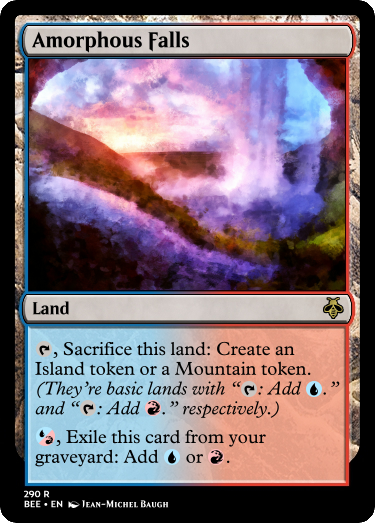 Amorphous Falls
Land
, Sacrifice this land: Create an
Island token or a Mountain token.
(They're basic lands with “: Add .”
and “: Add .” respectively.)
, Exile this card from your
graveyard: Add or .
290 R
BEE • EN Jean-Michel Baugh